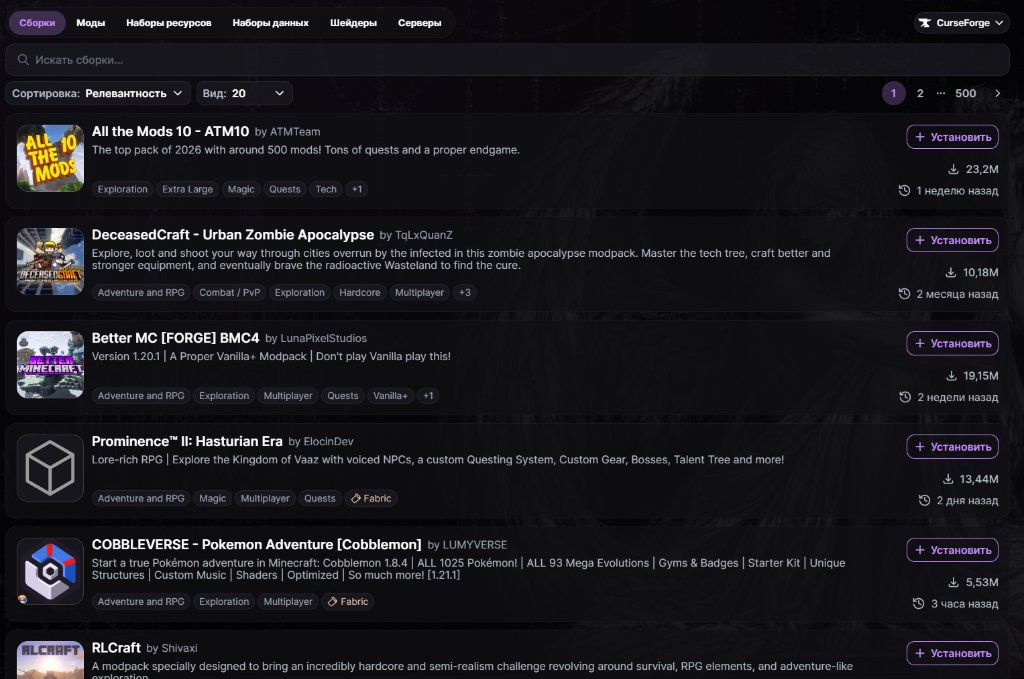 Сборки Моды Наборы ресурсов Наборы данных Шейдеры Серверы CurseForge
Искать сборки...
Сортировка: Релевантность Вид: 20 1 2 ··· 500
ALL THE 10 MODS
All the Mods 10 - ATM10 by ATMTeam
Установить
The top pack of 2026 with around 500 mods! Tons of quests and a proper endgame.
23,2M
Exploration Extra Large Magic Quests Tech +1
1 неделю назад
DECEASEDCRAFT
DeceasedCraft - Urban Zombie Apocalypse by TqLxQuanZ
Установить
Explore, loot and shoot your way through cities overrun by the infected in this zombie apocalypse modpack. Master the tech tree, craft better and
stronger equipment, and eventually brave the radioactive Wasteland to find the cure.
10,18M
Adventure and RPG Combat / PvP Exploration Hardcore Multiplayer +3
2 месяца назад
BETTER MINECRAFT
Better MC [FORGE] BMC4 by LunaPixelStudios
Установить
Version 1.20.1 | A Proper Vanilla+ Modpack | Don't play Vanilla play this!
19,15M
Adventure and RPG Exploration Multiplayer Quests Vanilla+ +1
2 недели назад
Prominence™ II: Hasturian Era by ElocinDev
Установить
Lore-rich RPG | Explore the Kingdom of Vaaz with voiced NPCs, a custom Questing System, Custom Gear, Bosses, Talent Tree and more!
13,44M
Adventure and RPG Magic Multiplayer Quests Fabric
2 дня назад
COBBLEVERSE - Pokemon Adventure [Cobblemon] by LUMYVERSE
Установить
Start a true Pokémon adventure in Minecraft: Cobblemon 1.8.4 | ALL 1025 Pokémon! | ALL 93 Mega Evolutions | Gyms & Badges | Starter Kit | Unique
Structures | Custom Music | Shaders | Optimized | So much more! [1.21.1]
5,53M
Adventure and RPG Exploration Multiplayer Fabric
3 часа назад
RLCRAFT
RLCraft by Shivaxi
Установить
A modpack specially designed to bring an incredibly hardcore and semi-realism challenge revolving around survival, RPG elements, and adventure-like
exploration